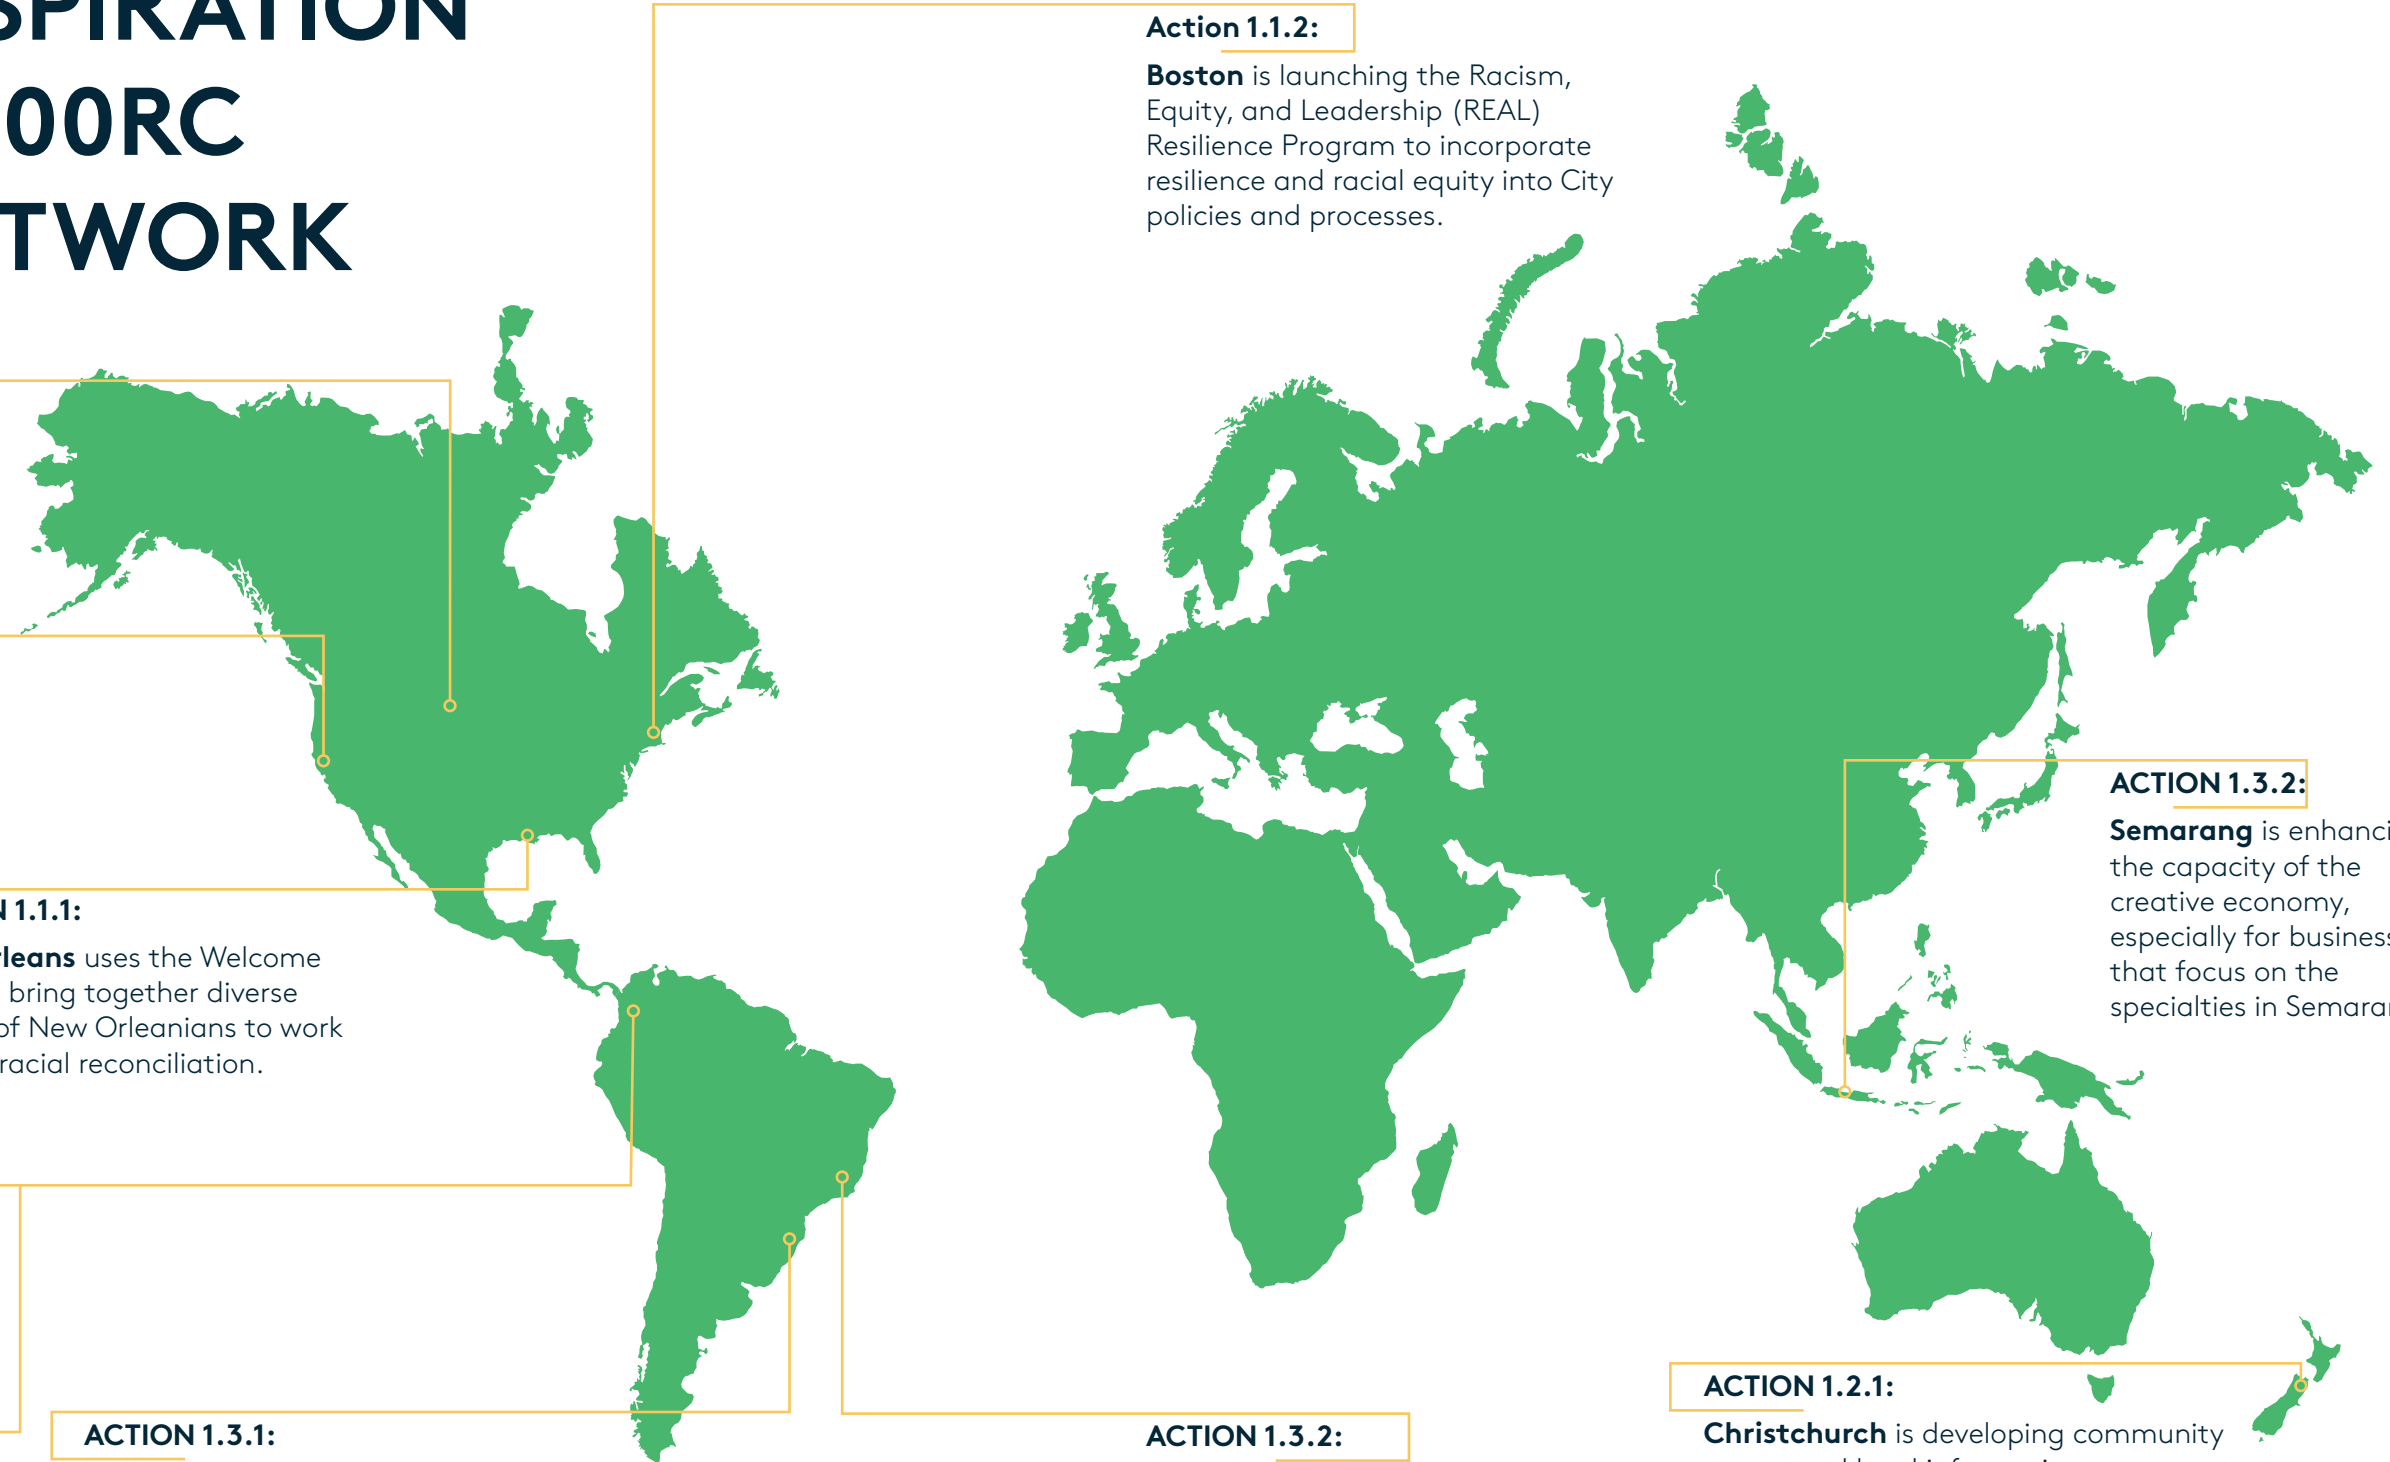 SPIRATION
00RC
TWORK
Action 1.1.2:
Boston is launching the Racism,
Equity, and Leadership (REAL)
Resilience Program to incorporate
resilience and racial equity into City
policies and processes.
ACTION 1.3.2:
Semarang is enhanci
the capacity of the
creative economy,
especially for business
that focus on the
specialties in Semaran
N 1.1.1:
leans uses the Welcome
bring together diverse
of New Orleanians to work
racial reconciliation.
ACTION 1.2.1:
Christchurch is developing community
ACTION 1.3.1:
ACTION 1.3.2: